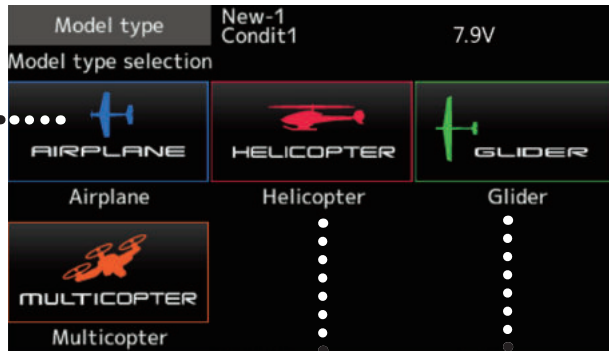 Model type
New-1
Condit1
7.9V
Model type selection
AIRPLANE
HELICOPTER
GLIDER
Airplane
Helicopter
Glider
MULTICOPTER
Multicopter